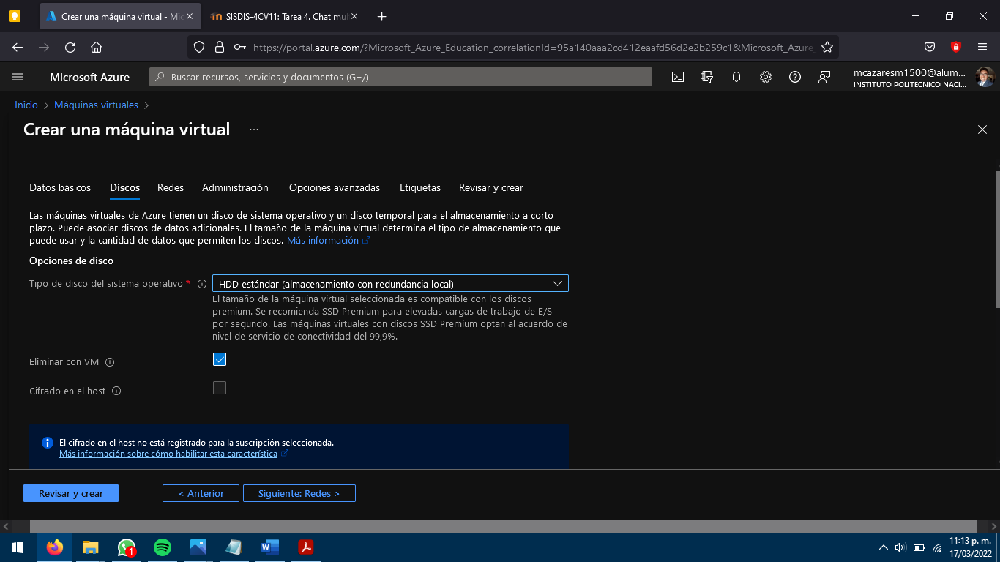 Crear una máquina virtual - Mic
SISDIS-4CV11: Tarea 4. Chat mul
https://portal.azure.com/?Microsoft_Azure_Education_correlationId=95a140aaa2cd412eaafd56d2e2b259c1&Microsoft_Azure_
Microsoft Azure
Buscar recursos, servicios y documentos (G+/)
mcazaresm1500@alum...
INSTITUTO POLITECNICO NACI...
Inicio > Máquinas virtuales >
Crear una máquina virtual ...
Datos básicos Discos Redes Administración Opciones avanzadas Etiquetas Revisar y crear
Las máquinas virtuales de Azure tienen un disco de sistema operativo y un disco temporal para el almacenamiento a corto
plazo. Puede asociar discos de datos adicionales. El tamaño de la máquina virtual determina el tipo de almacenamiento que
puede usar y la cantidad de datos que permiten los discos. Más información
Opciones de disco
Tipo de disco del sistema operativo *
HDD estándar (almacenamiento con redundancia local)
El tamaño de la máquina virtual seleccionada es compatible con los discos
premium. Se recomienda SSD Premium para elevadas cargas de trabajo de E/S
por segundo. Las máquinas virtuales con discos SSD Premium optan al acuerdo de
nivel de servicio de conectividad del 99,9%.
Eliminar con VM
Cifrado en el host
El cifrado en el host no está registrado para la suscripción seleccionada.
Más información sobre cómo habilitar esta característica
Revisar y crear
< Anterior
Siguiente: Redes >
1
11:13 p. m.
17/03/2022